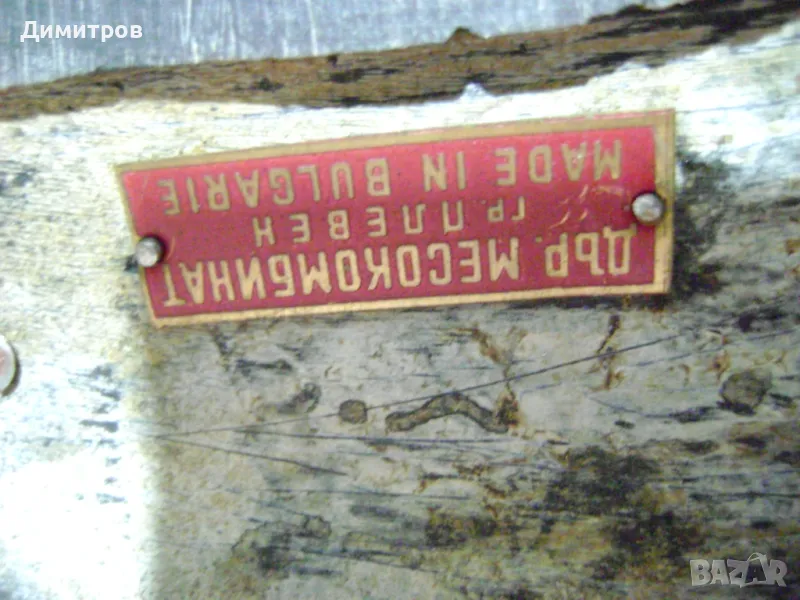 Димитров
ДЪР. МЕСОКОМБИНАТ
ГР. ПЛЕВЕН
MADE IN BULGARIE
BAZAR